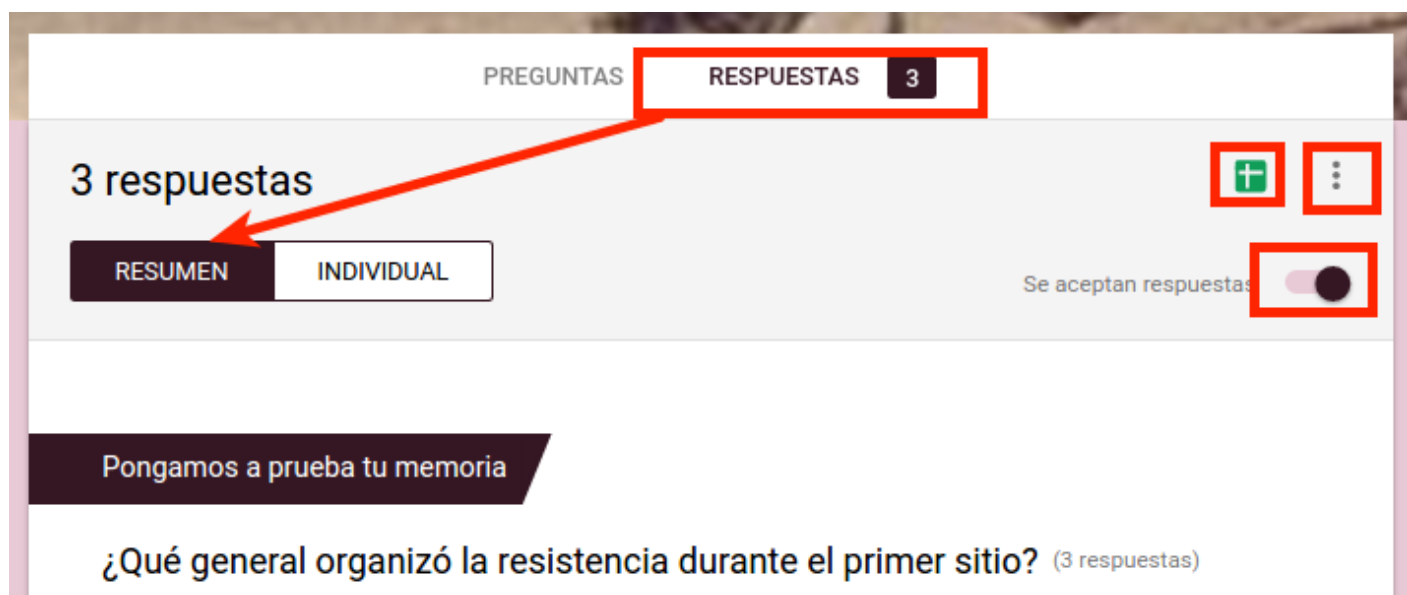 PREGUNTAS RESPUESTAS 3
3 respuestas
RESUMEN INDIVIDUAL
Se aceptan respuestas
Pongamos a prueba tu memoria
¿Qué general organizó la resistencia durante el primer sitio? (3 respuestas)